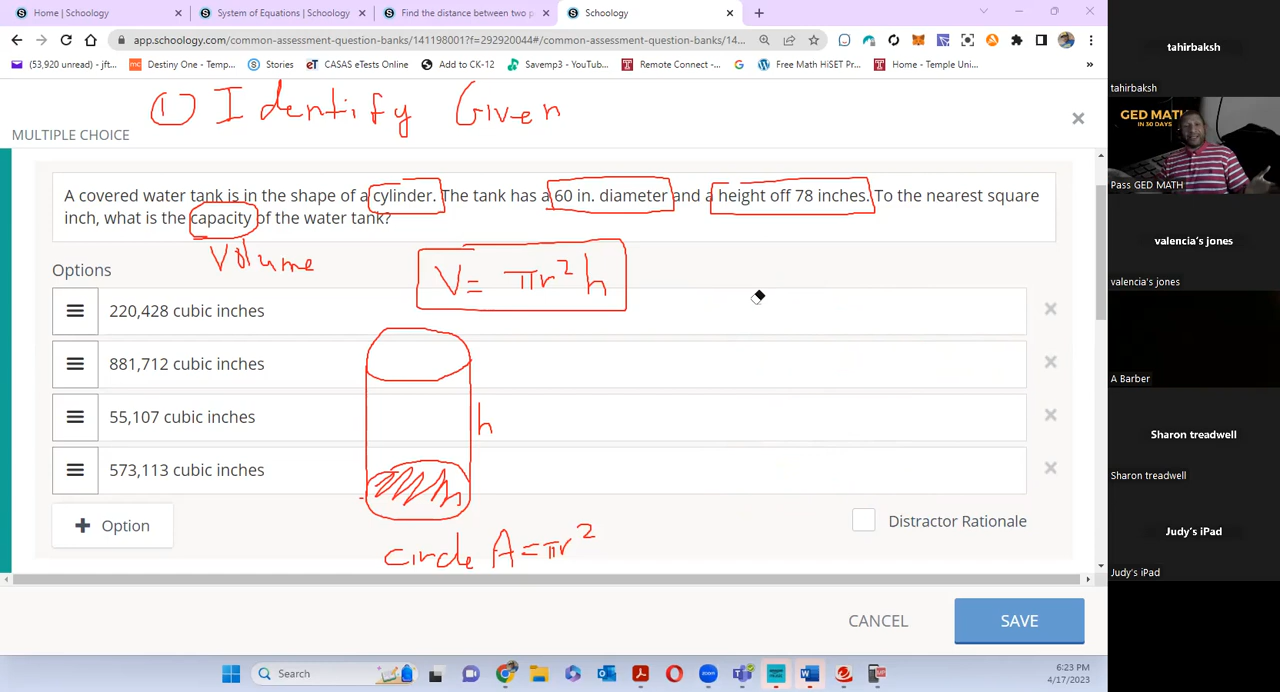 Home | Schoology
System of Equations | Schoology
Find the distance between two p
Schoology
app.schoology.com/common-assessment-question-banks/141198001?f=292920044#/common-assessment-question-banks/14...
(53,920 unread) - jft...
Destiny One - Temp...
Stories
CASAS eTests Online
Add to CK-12
Savemp3 - YouTub...
Remote Connect -...
Free Math HiSET Pr...
Home - Temple Uni...
① Identify Given
MULTIPLE CHOICE
A covered water tank is in the shape of a cylinder. The tank has a 60 in. diameter and a height off 78 inches. To the nearest square
inch, what is the capacity of the water tank?
Volume
V= πr² h
Options
220,428 cubic inches
881,712 cubic inches
55,107 cubic inches
h
573,113 cubic inches
Option
Distractor Rationale
circle A=πr²
CANCEL
SAVE
Search
6:23 PM
4/17/2023
tahirbaksh
tahirbaksh
GED MATH
IN 30 DAYS
Pass GED MATH
valencia's jones
valencia's jones
A Barber
Sharon treadwell
Sharon treadwell
Judy's iPad
Judy's iPad